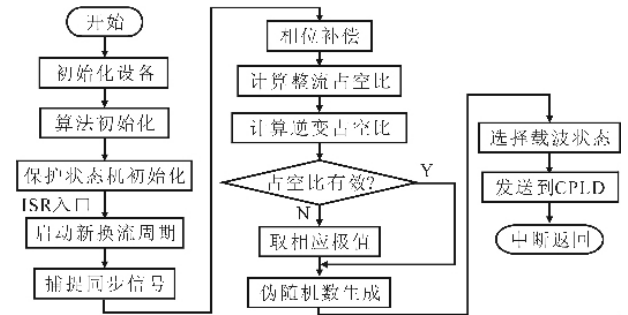 开始
初始化设备
算法初始化
保护状态机初始化
ISR入口
启动新换流周期
捕捉同步信号
相位补偿
计算整流占空比
计算逆变占空比
占空比有效?
Y
N
取相应极值
伪随机数生成
选择载波状态
发送到CPLD
中断返回